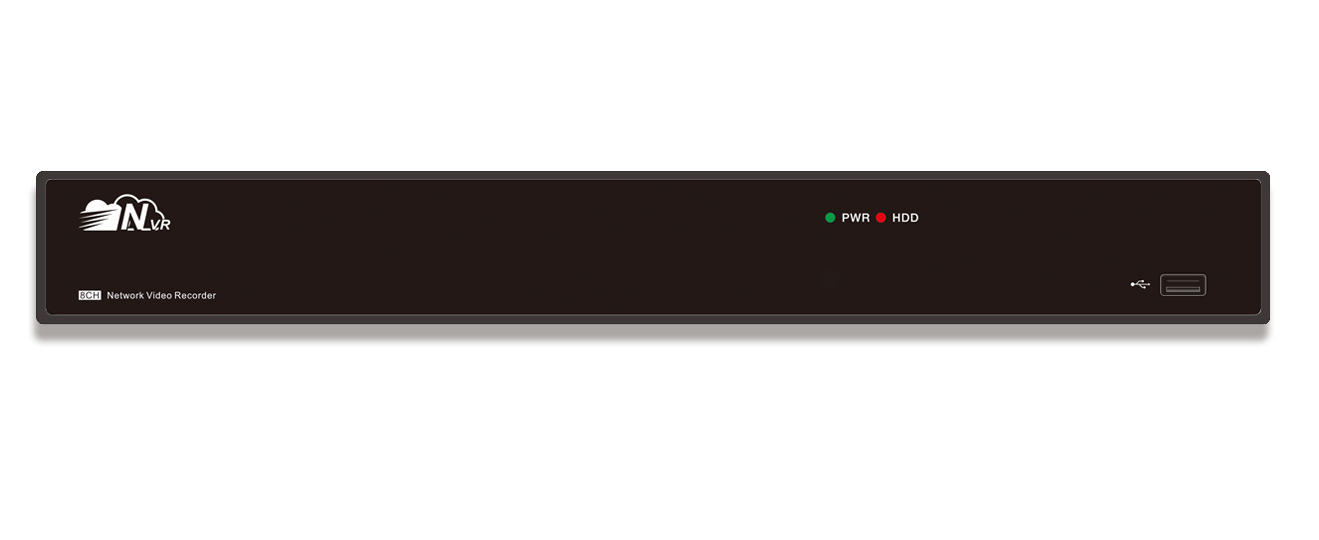 NVR
PWR HDD
8CH Network Video Recorder